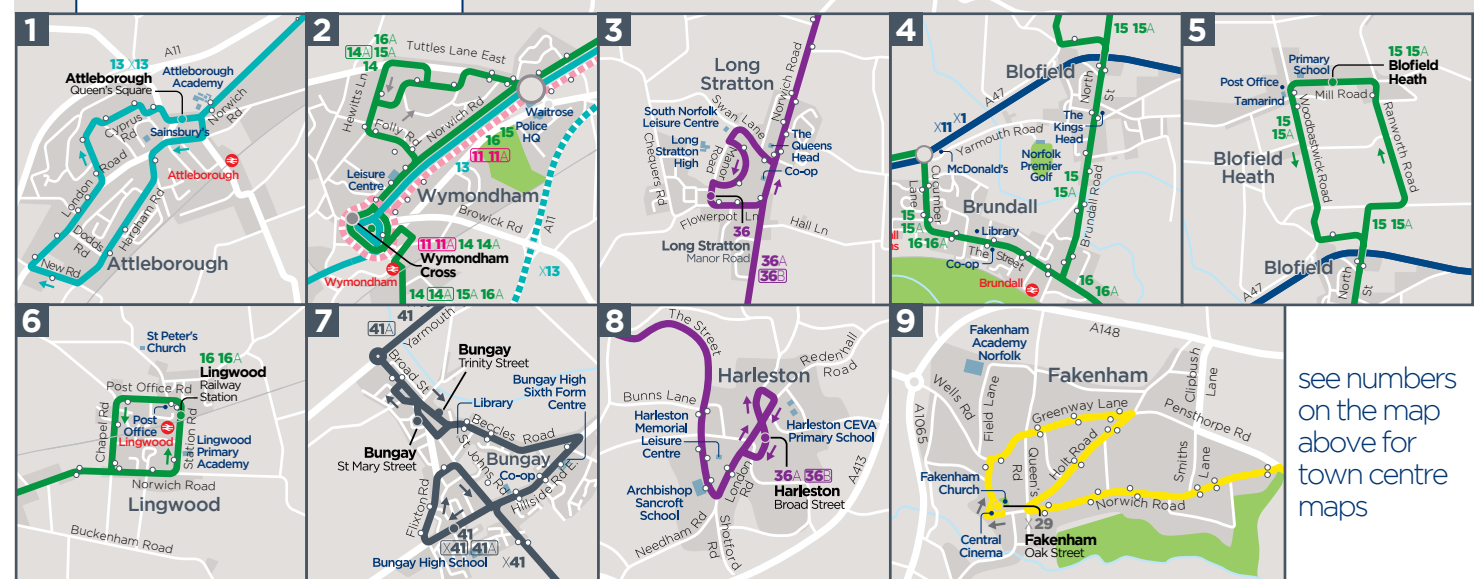 1
A11
13 X13
Attleborough
Queen's Square
Attleborough
Academy
Norwich
Rd
Cyprus
Rd
Sainsbury's
London Road
Attleborough
Hargham Rd
Dodds
Rd
New Rd
Attleborough
2
16A
14A 15A
14
Tuttles Lane East
Hewitts Ln
Folly Rd
Norwich Rd
Waitrose
Police
HQ
15
16
11 11A
13
Leisure
Centre
Wymondham
Browick Rd
A11
11 11A 14 14A
Wymondham
Cross
X13
Wymondham
14 14A 15A 16A
3
Long
Stratton
Norwich Road
Swan Lane
South Norfolk
Leisure Centre
Long
Stratton
High
Manor
Road
The
Queens
Head
Co-op
Chequers Rd
Flowerpot Ln
Hall Ln
36
Long Stratton
Manor Road
36A
36B
4
15 15A
Blofield
A47
North
St
X11 X1
Yarmouth Road
The
Kings
Head
McDonald's
Norfolk
Premier
Golf
Cucumber
Lane
15
15A
Brundall Road
Brundall
15
15A
16 16A
Library
The Street
Co-op
Brundall
16
16A
5
Primary
School
15 15A
Blofield
Heath
Post Office
Tamarind
Mill Road
15
15A
Woodbastwick Road
Ranworth Road
Blofield
Heath
15 15A
Blofield
A47
North
St
6
St Peter's
Church
16 16A
Lingwood
Railway
Station
Post Office Rd
Chapel Rd
Post
Office
Lingwood
Station Rd
Lingwood
Primary
Academy
Norwich Road
Lingwood
Buckenham Road
7
41
41A
Yarmouth
Broad St
Bungay
Trinity Street
Bungay High
Sixth Form
Centre
Library
Beccles Road
Bungay
St Mary Street
St Johns Rd
Bungay
Co-op
Hillside Rd E.
Flixton Rd
41
X41 41A
Bungay High School
X41
8
The Street
Redenhall
Road
Harleston
Bunns Lane
Harleston
Memorial
Leisure
Centre
Harleston CEVA
Primary School
London
Rd
36A 36B
Harleston
Broad Street
A413
Archbishop
Sancroft
School
Needham Rd
Shotford
Rd
9
A148
Fakenham
Academy
Norfolk
Clipbush
Lane
Wells Rd
Field Lane
Fakenham
Greenway Lane
Pensthorpe Rd
A1065
Queen's
Rd
Holt Road
Smiths
Lane
Fakenham
Church
Norwich Road
X29
Central
Cinema
Fakenham
Oak Street
see numbers
on the map
above for
town centre
maps